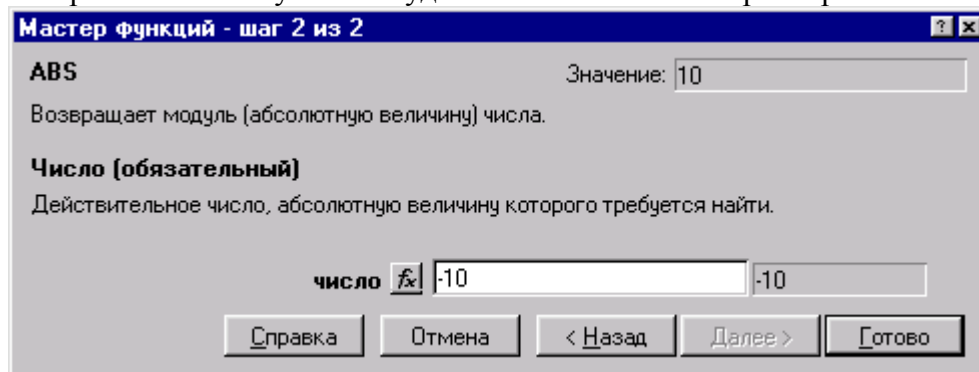 Мастер функций - шаг 2 из 2
ABS Значение: 10
Возвращает модуль (абсолютную величину) числа.
Число (обязательный)
Действительное число, абсолютную величину которого требуется найти.
число fx -10 -10
Справка Отмена < Назад Далее > Готово